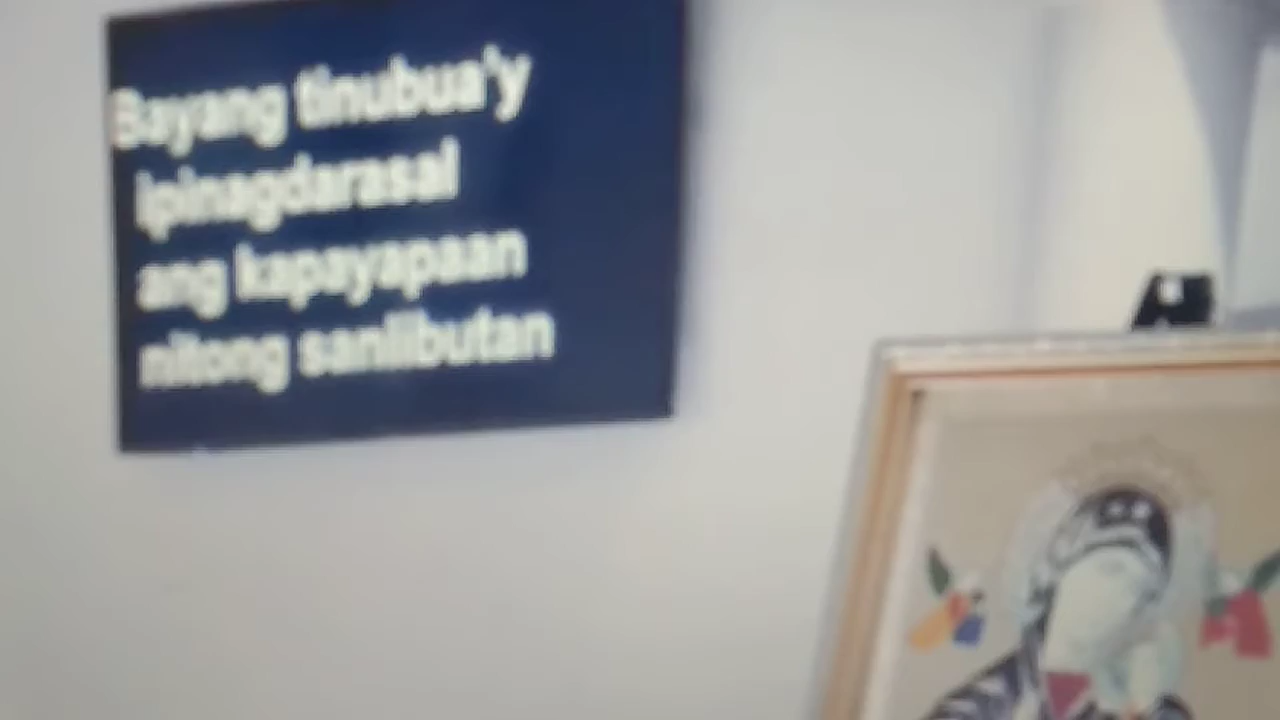 Bayang tinubua'y
ipinagdarasal
ang kapayapaan
nitong sanlibutan